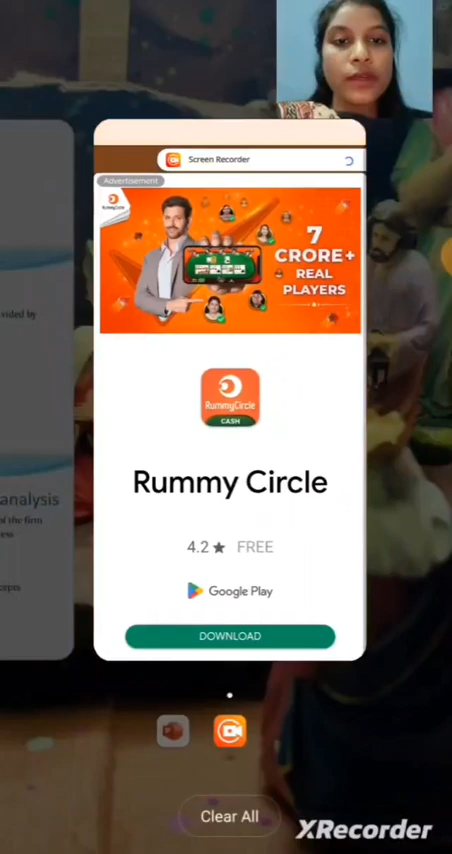 Screen Recorder
Advertisement
RummyCircle
7
CRORE+
REAL
PLAYERS
vided by
RummyCircle
CASH
Rummy Circle
analysis
al the firm
ess
4.2★ FREE
Google Play
DOWNLOAD
Clear All
XRecorder